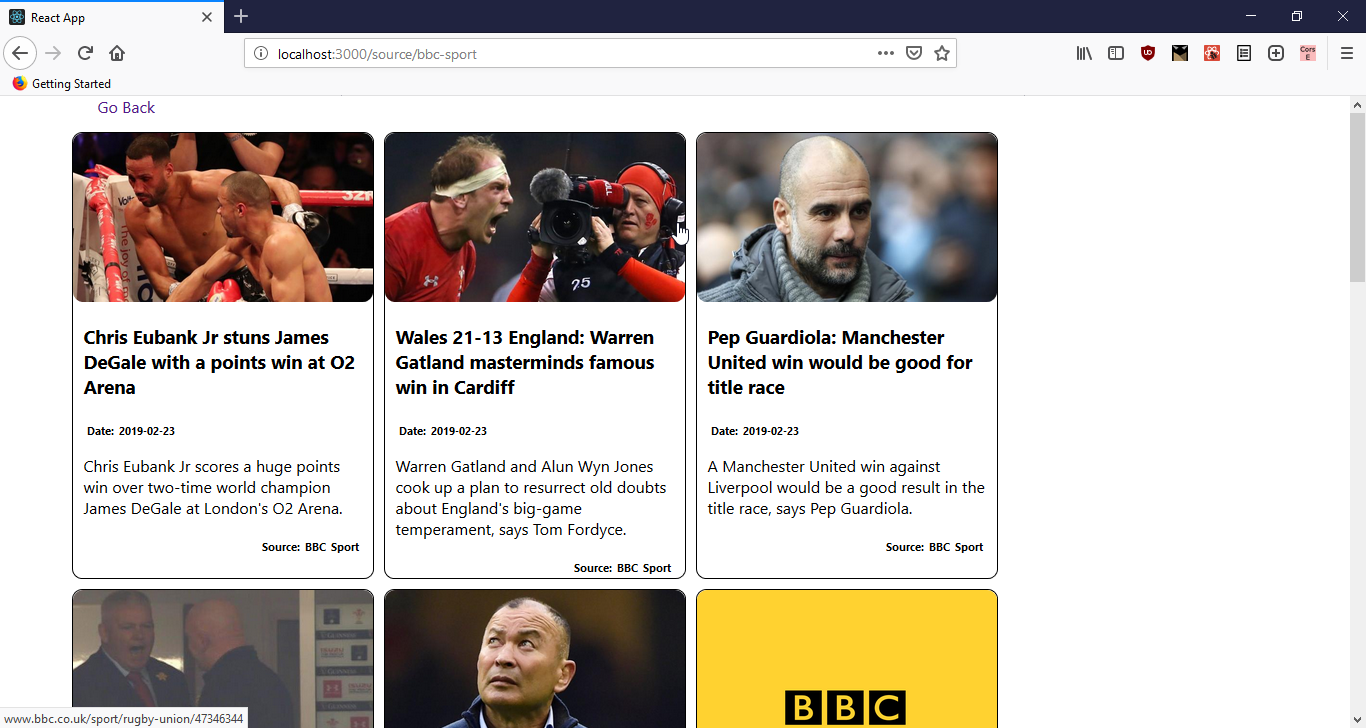 React App
localhost:3000/source/bbc-sport
Cors
E
Getting Started
Go Back
Chris Eubank Jr stuns James
DeGale with a points win at O2
Arena
Date: 2019-02-23
Chris Eubank Jr scores a huge points
win over two-time world champion
James DeGale at London's O2 Arena.
Source: BBC Sport
75
Wales 21-13 England: Warren
Gatland masterminds famous
win in Cardiff
Date: 2019-02-23
Warren Gatland and Alun Wyn Jones
cook up a plan to resurrect old doubts
about England's big-game
temperament, says Tom Fordyce.
Source: BBC Sport
Pep Guardiola: Manchester
United win would be good for
title race
Date: 2019-02-23
A Manchester United win against
Liverpool would be a good result in the
title race, says Pep Guardiola.
Source: BBC Sport
BBC
www.bbc.co.uk/sport/rugby-union/47346344